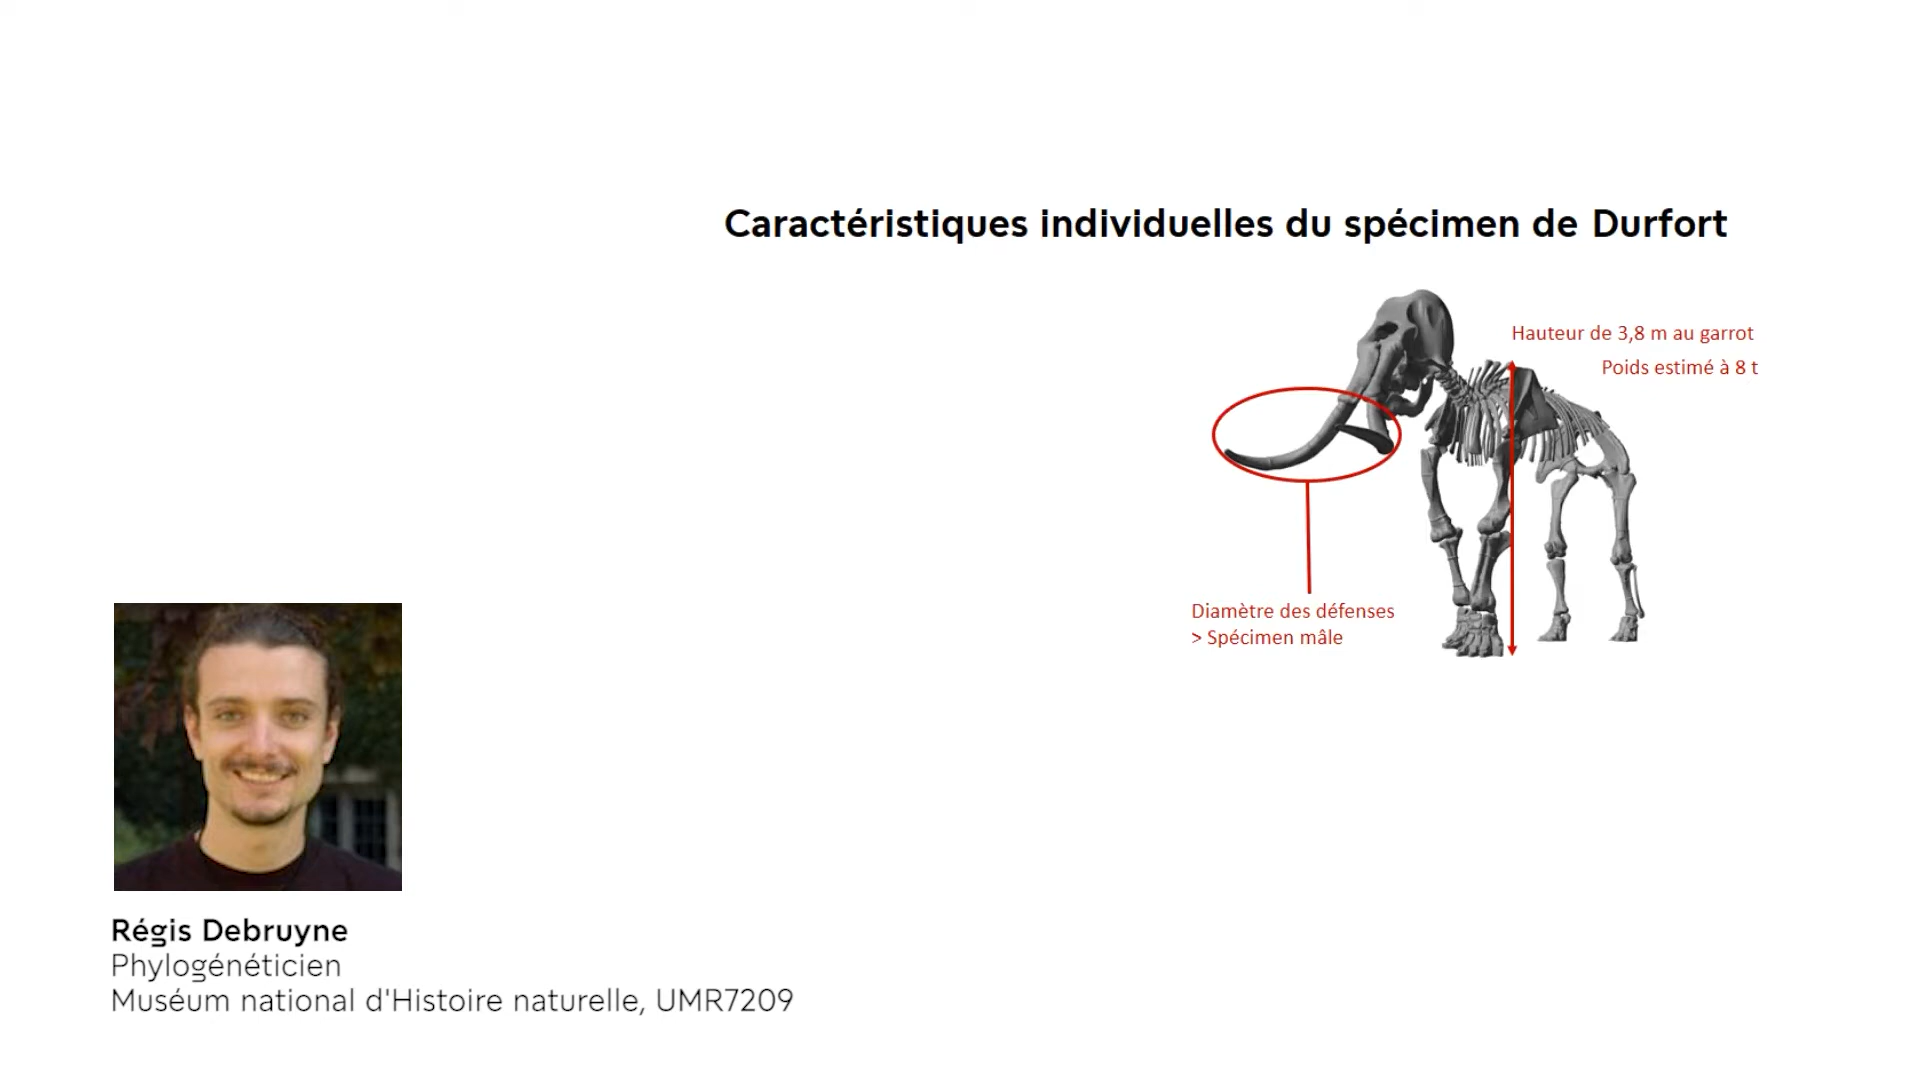 Caractéristiques individuelles du spécimen de Durfort
Hauteur de 3,8 m au garrot
Poids estimé à 8 t
Diamètre des défenses
> Spécimen mâle
Régis Debruyne
Phylogénéticien
Muséum national d'Histoire naturelle, UMR7209